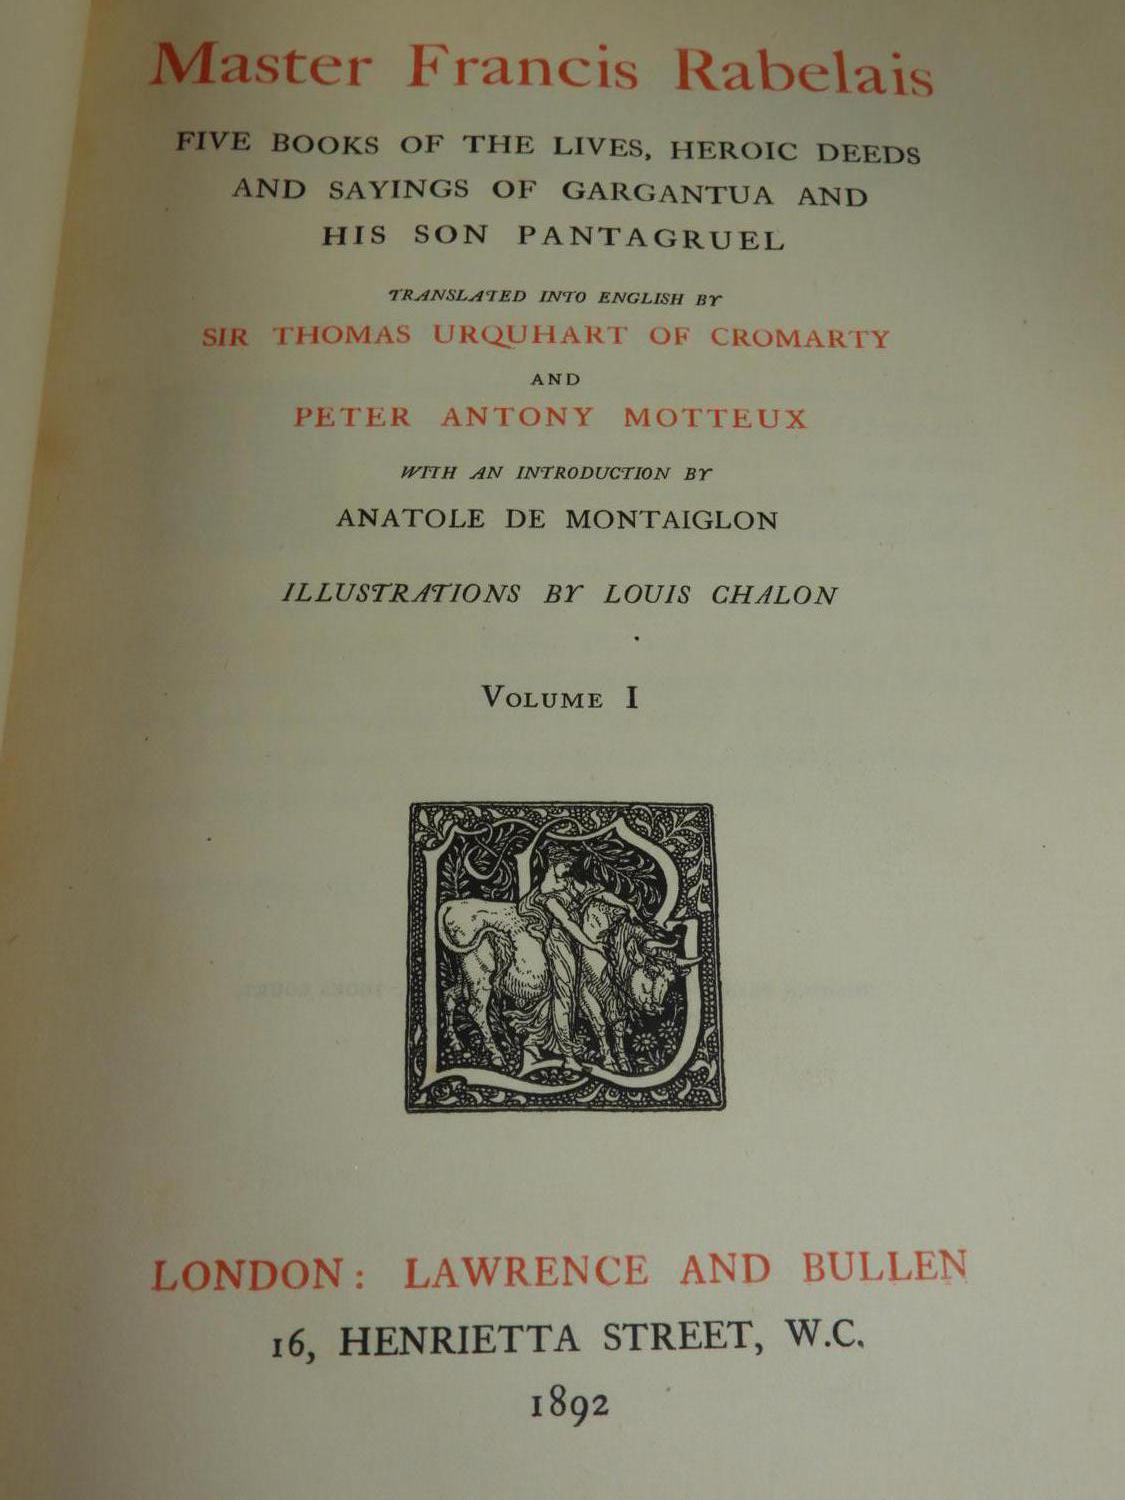 Master Francis Rabelais
FIVE BOOKS OF THE LIVES, HEROIC DEEDS
AND SAYINGS OF GARGANTUA AND
HIS SON PANTAGRUEL
TRANSLATED INTO ENGLISH BY
SIR THOMAS URQUHART OF CROMARTY
AND
PETER ANTONY MOTTEUX
WITH AN INTRODUCTION BY
ANATOLE DE MONTAIGLON
ILLUSTRATIONS BY LOUIS CHALON
VOLUME I
LONDON: LAWRENCE AND BULLEN
16, HENRIETTA STREET, W.C.
1892